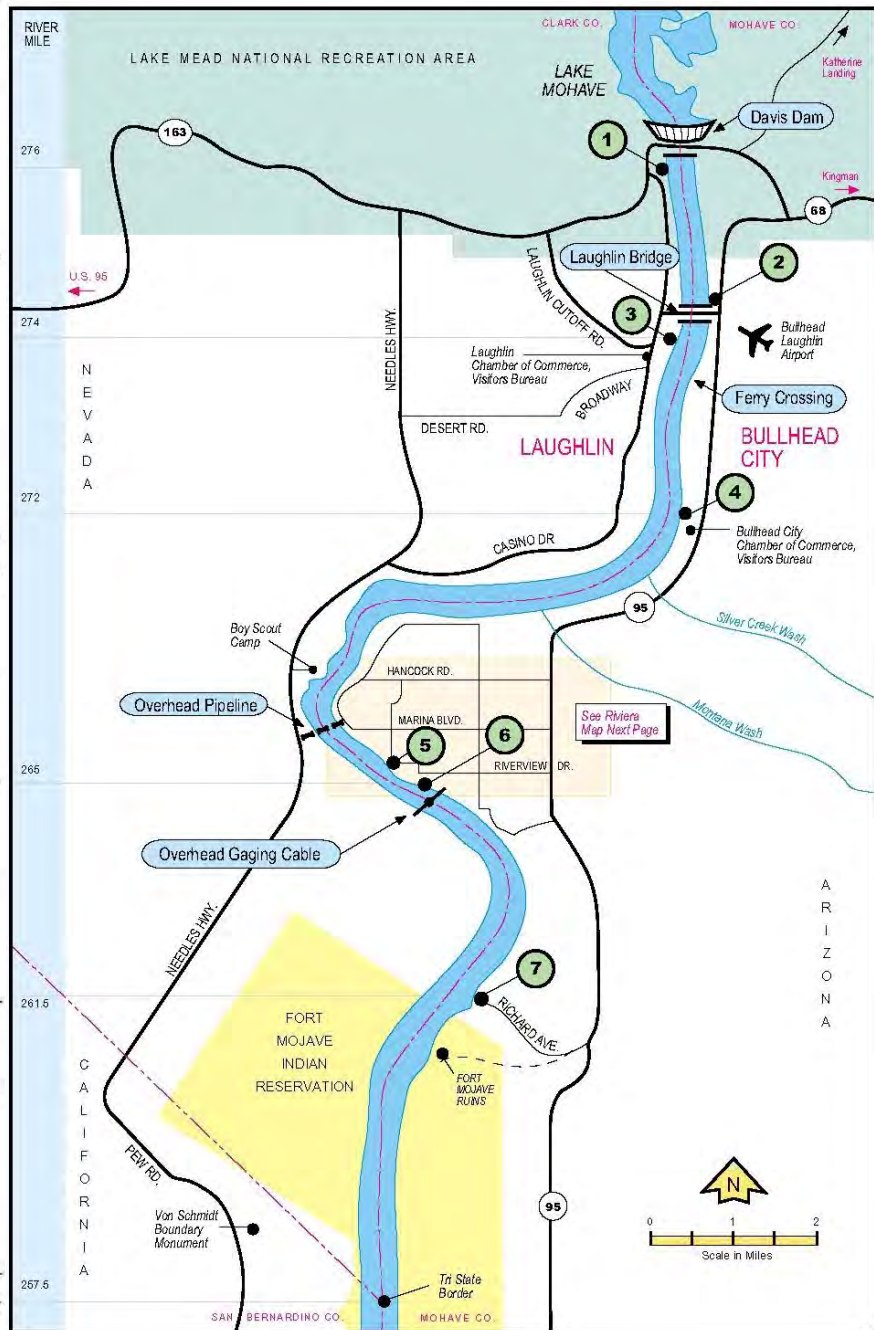 RIVER
MILE
CLARK CO.
MOHAVE CO.
LAKE MEAD NATIONAL RECREATION AREA
LAKE
MOHAVE
Katherine
Landing
Davis Dam
163
1
276
Kingman
68
U.S. 95
LAUGHLIN CUTOFF RD.
Laughlin Bridge
2
3
274
NEEDLES HWY.
Bullhead
Laughlin
Airport
Laughlin
Chamber of Commerce,
Visitors Bureau
BROADWAY
Ferry Crossing
NEVADA
DESERT RD.
LAUGHLIN
BULLHEAD
CITY
4
272
Bullhead City
Chamber of Commerce,
Visitors Bureau
CASINO DR
95
Silver Creek Wash
Boy Scout
Camp
HANCOCK RD.
Montana Wash
Overhead Pipeline
MARINA BLVD.
See Riviera
Map Next Page
5
6
RIVERVIEW DR.
265
Overhead Gaging Cable
ARIZONA
NEEDLES HWY.
7
261.5
RICHARD AVE.
FORT
MOJAVE
INDIAN
RESERVATION
FORT
MOJAVE
RUINS
CALIFORNIA
PEW RD.
N
95
Von Schmidt
Boundary
Monument
0
1
2
Scale in Miles
257.5
Tri State
Border
SAN BERNARDINO CO.
MOHAVE CO.